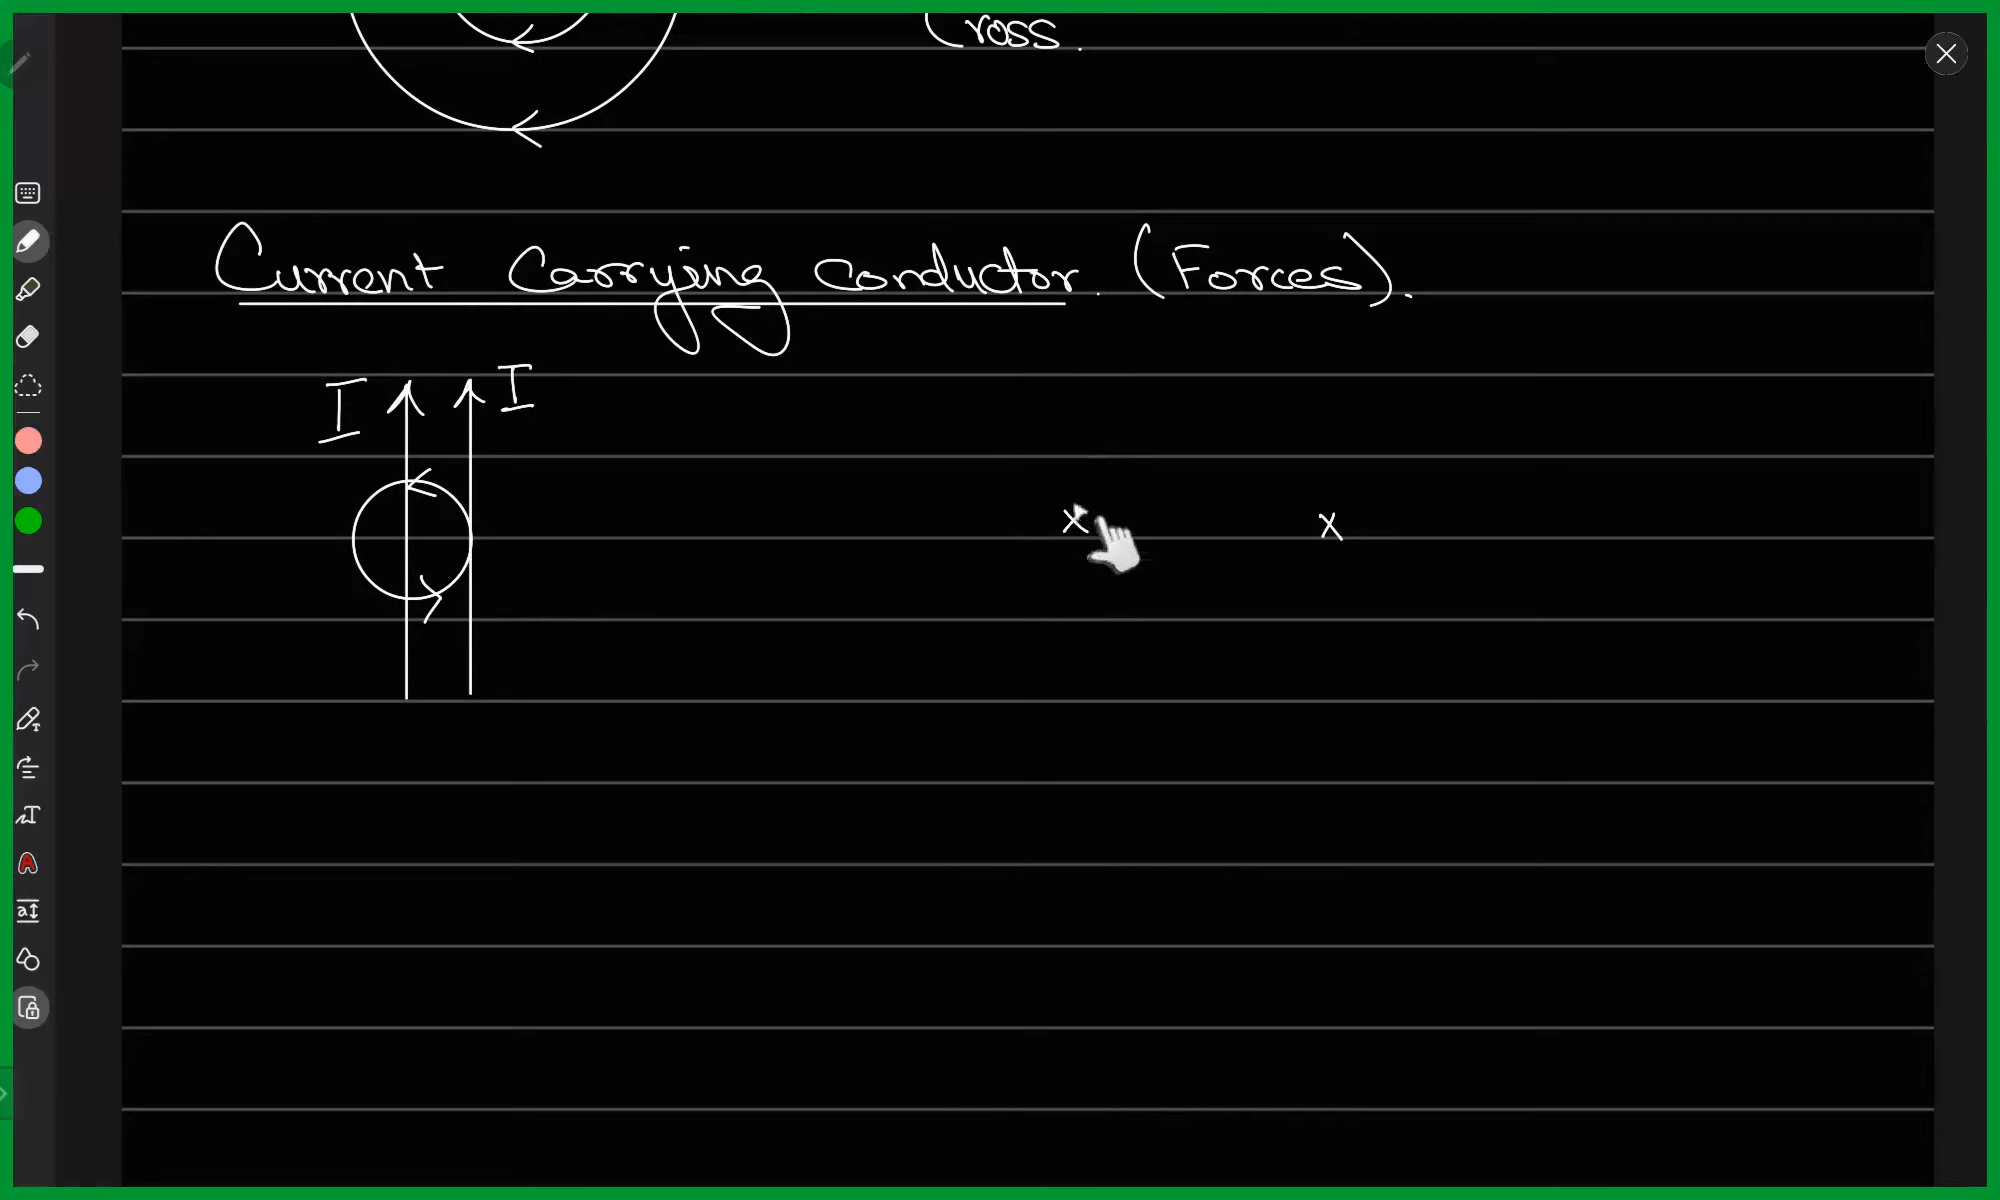 Cross.
Current Carrying conductor. (Forces).
I I
x x